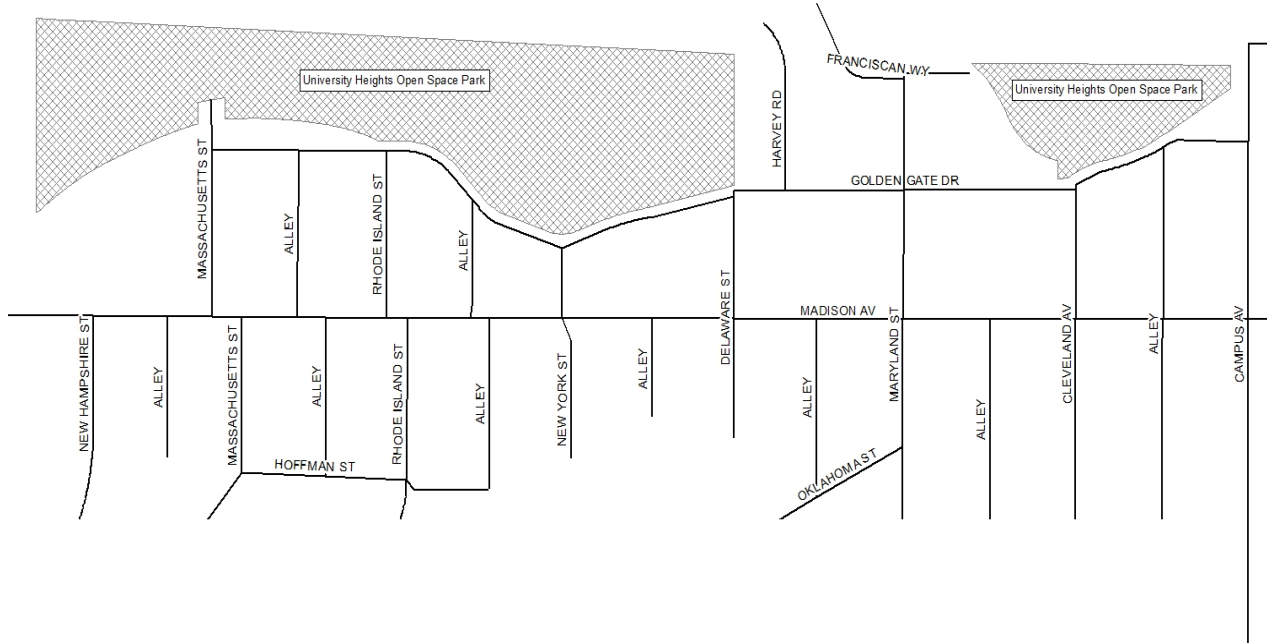 FRANCISCAN WY
University Heights Open Space Park
University Heights Open Space Park
HARVEY RD
GOLDEN GATE DR
MASSACHUSETTS ST
ALLEY
RHODE ISLAND ST
ALLEY
DELAWARE ST
MADISON AV
MARYLAND ST
CLEVELAND AV
ALLEY
CAMPUS AV
NEW HAMPSHIRE ST
ALLEY
MASSACHUSETTS ST
ALLEY
RHODE ISLAND ST
ALLEY
NEW YORK ST
ALLEY
ALLEY
ALLEY
HOFFMAN ST
OKLAHOMA ST